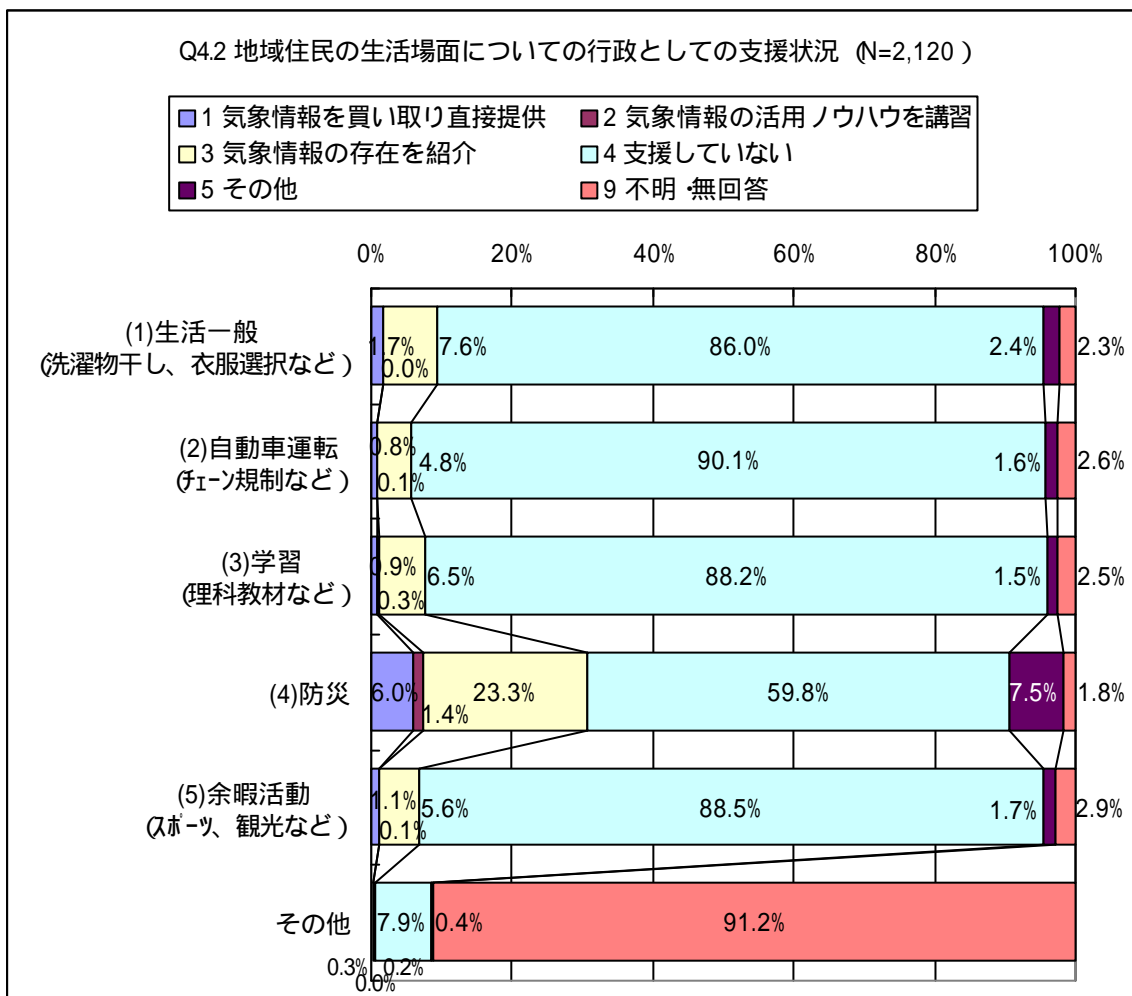 Q4.2 地域住民の生活場面についての行政としての支援状況 (N=2,120)
1 気象情報を買い取り直接提供
2 気象情報の活用ノウハウを講習
3 気象情報の存在を紹介
4 支援していない
5 その他
9 不明・無回答
0% 20% 40% 60% 80% 100%
(1)生活一般
(洗濯物干し、衣服選択など)
1.7% 0.0% 7.6% 86.0% 2.4% 2.3%
(2)自動車運転
(ﾁｪｰﾝ規制など)
0.8% 0.1% 4.8% 90.1% 1.6% 2.6%
(3)学習
(理科教材など)
0.9% 0.3% 6.5% 88.2% 1.5% 2.5%
(4)防災
6.0% 1.4% 23.3% 59.8% 7.5% 1.8%
(5)余暇活動
(ｽﾎﾟｰﾂ、観光など)
1.1% 0.1% 5.6% 88.5% 1.7% 2.9%
その他
0.3% 0.0% 0.2% 7.9% 0.4% 91.2%